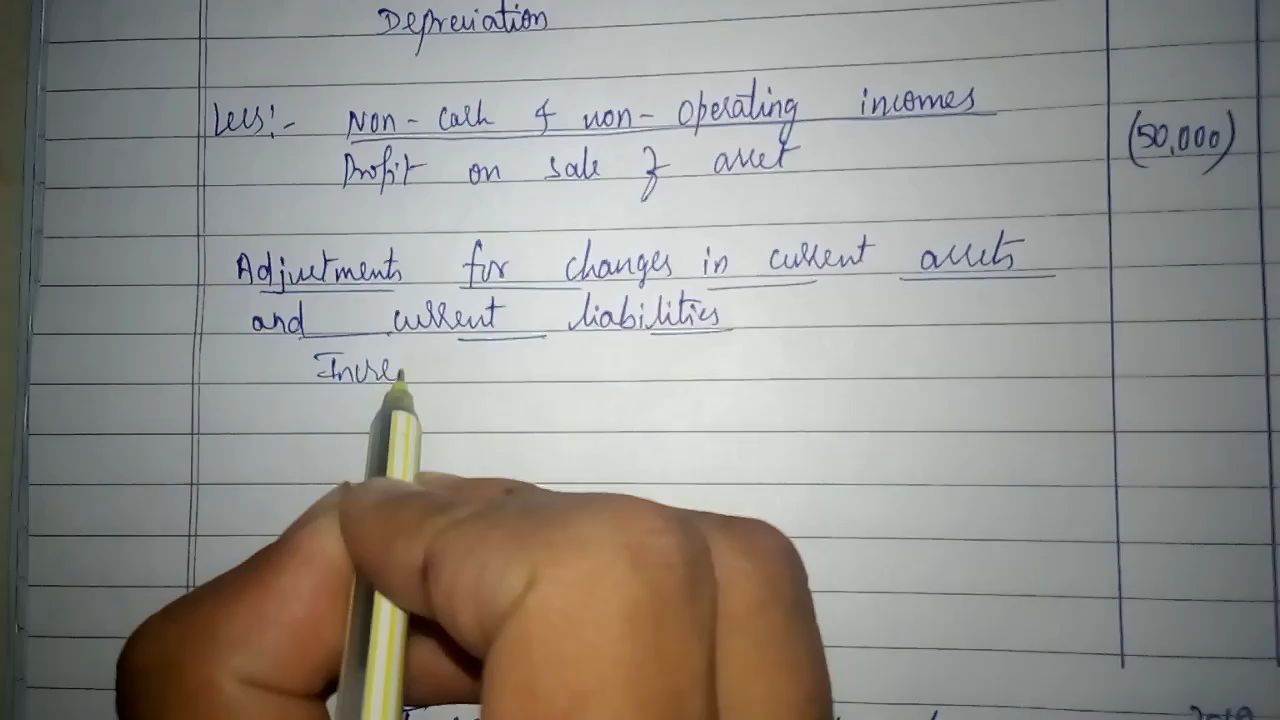 Depreciation
Less:- Non-cash & non-operating incomes
Profit on sale of asset (50,000)
Adjustments for changes in current assets
and current liabilities
Incre